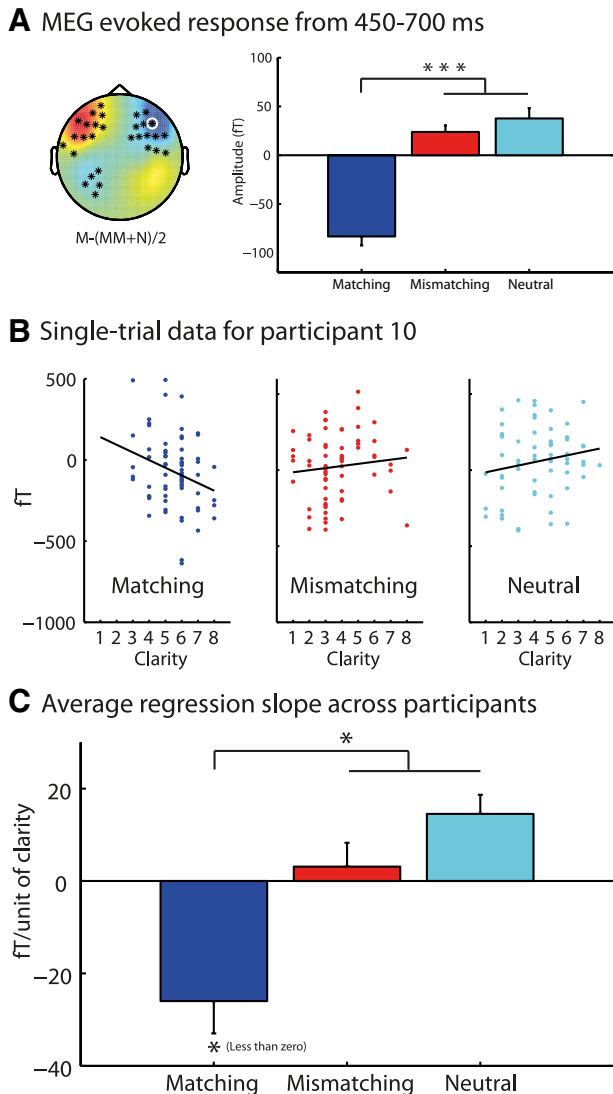 A MEG evoked response from 450-700 ms
M-(MM+N)/2
Amplitude (fT)
100
50
0
−50
−100
* * *
Matching Mismatching Neutral
B Single-trial data for participant 10
fT
500
0
−500
−1000
Matching
Mismatching
Neutral
1 2 3 4 5 6 7 8
1 2 3 4 5 6 7 8
1 2 3 4 5 6 7 8
Clarity
Clarity
Clarity
C Average regression slope across participants
fT/unit of clarity
20
0
−20
−40
*
* (Less than zero)
Matching Mismatching Neutral